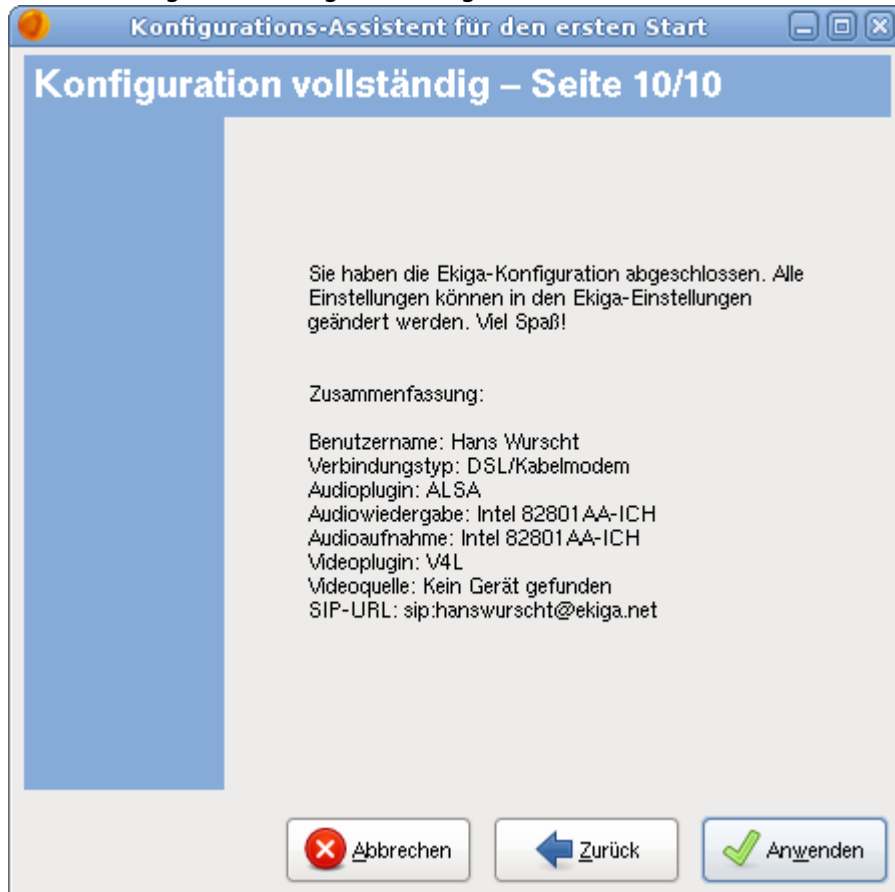 Konfigurations-Assistent für den ersten Start
Konfiguration vollständig – Seite 10/10
Sie haben die Ekiga-Konfiguration abgeschlossen. Alle
Einstellungen können in den Ekiga-Einstellungen
geändert werden. Viel Spaß!
Zusammenfassung:
Benutzername: Hans Wurscht
Verbindungstyp: DSL/Kabelmodem
Audioplugin: ALSA
Audiowiedergabe: Intel 82801AA-ICH
Audioaufnahme: Intel 82801AA-ICH
Videoplugin: V4L
Videoquelle: Kein Gerät gefunden
SIP-URL: sip:hanswurscht@ekiga.net
Abbrechen
Zurück
Anwenden